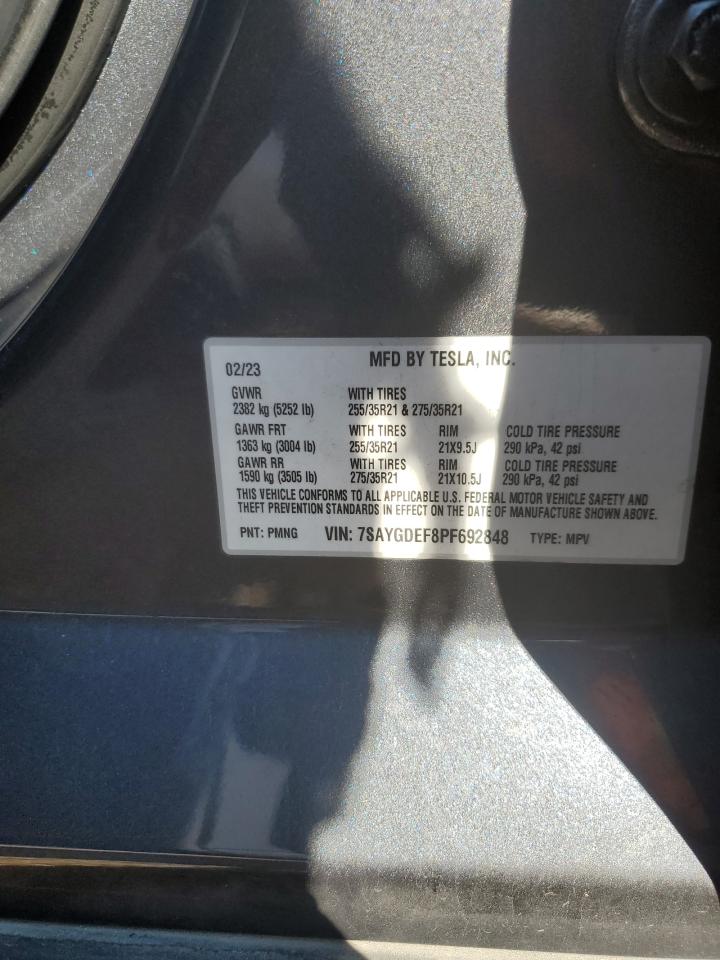 MFD BY TESLA, INC.
02/23
GVWR WITH TIRES
2382 kg (5252 lb) 255/35R21 & 275/35R21
GAWR FRT WITH TIRES RIM COLD TIRE PRESSURE
1363 kg (3004 lb) 255/35R21 21X9.5J 290 kPa, 42 psi
GAWR RR WITH TIRES RIM COLD TIRE PRESSURE
1590 kg (3505 lb) 275/35R21 21X10.5J 290 kPa, 42 psi
THIS VEHICLE CONFORMS TO ALL APPLICABLE U.S. FEDERAL MOTOR VEHICLE SAFETY AND
THEFT PREVENTION STANDARDS IN EFFECT ON THE DATE OF MANUFACTURE SHOWN ABOVE.
PNT: PMNG VIN: 7SAYGDEF8PF692848 TYPE: MPV